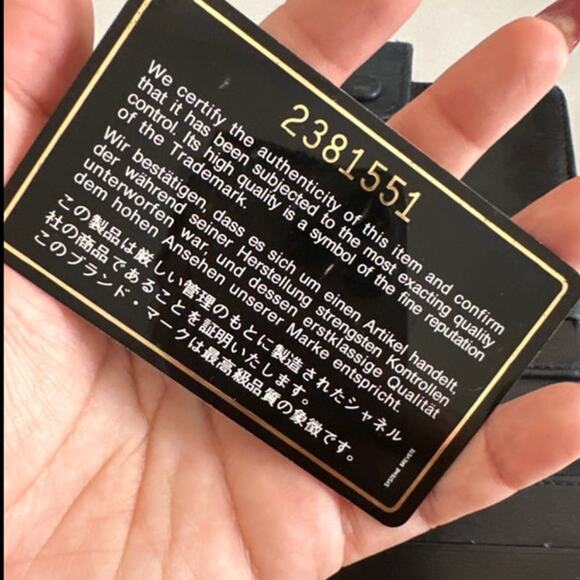 2381551
We certify the authenticity of this item and confirm
that it has been subjected to the most exacting quality
control. Its high quality is a symbol of the fine reputation
of the Trademark
Wir bestätigen, dass es sich um einen Artikel handelt,
der während seiner Herstellung strengsten Kontrollen
unterworfen war, und dessen erstklassige Qualität
dem hohen Ansehen unserer Marke entspricht.
この製品は厳しい管理のもとに製造されたシャネル
社の商品であることを証明いたします。
このブランド・マークは最高級品質の象徴です。
SYSTEME BREVETE